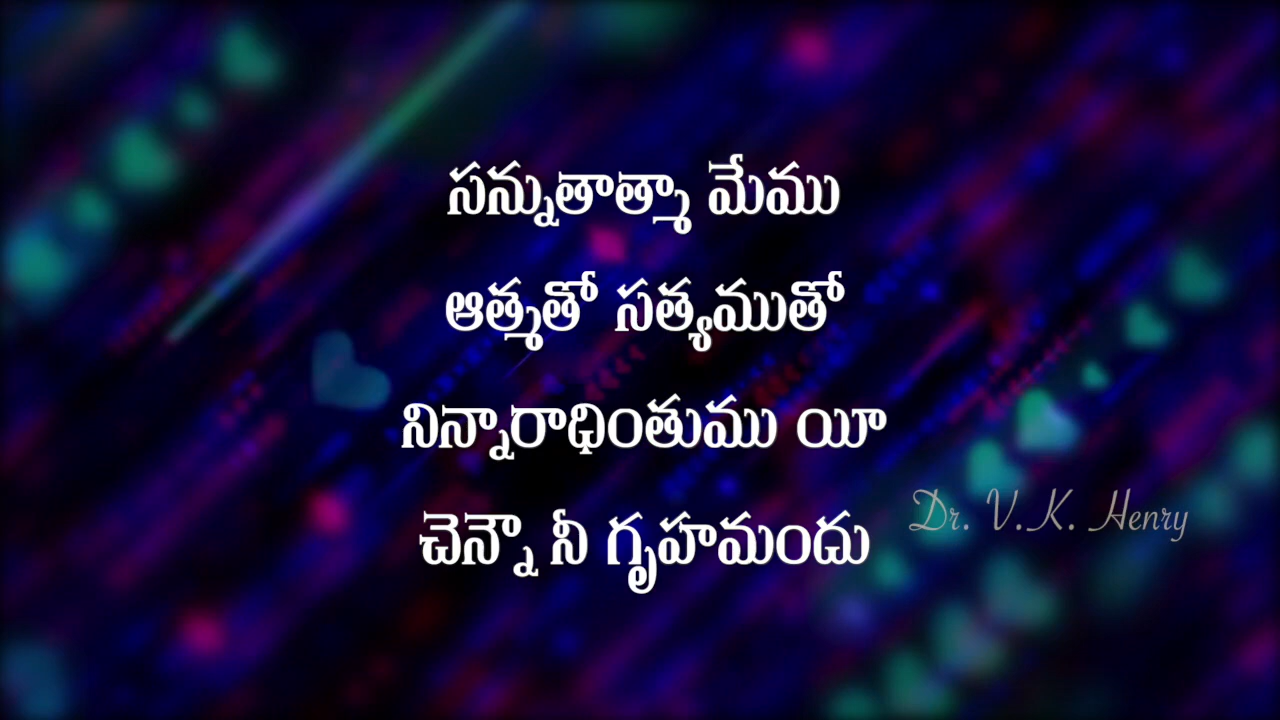 సన్నుతాత్మా మేము
ఆత్మతో సత్యముతో
నిన్నారాధింతుము యీ
చెన్నౌ నీ గృహమందు
Dr. V.K. Henry